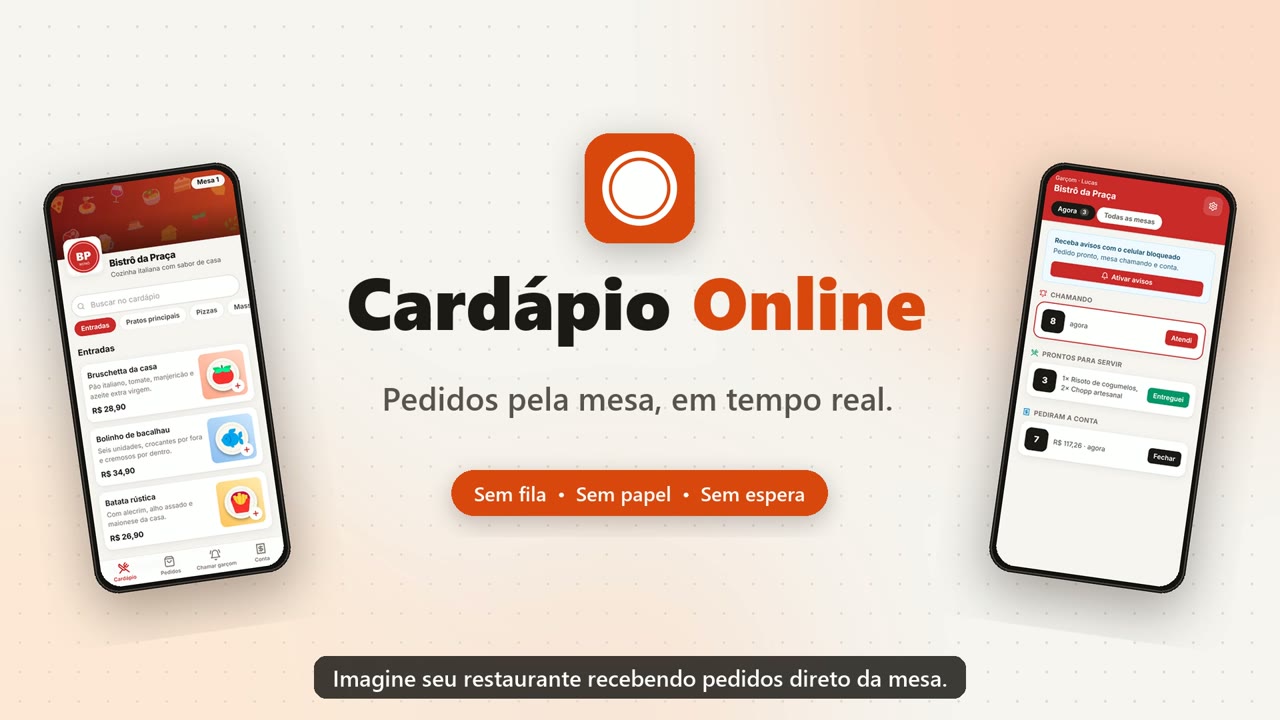 Mesa 1
BP
Bistrô da Praça
Cozinha italiana com sabor de casa
Buscar no cardápio
Entradas
Pratos principais
Pizzas
Mass
Entradas
Bruschetta da casa
Pão italiano, tomate, manjericão e
azeite extra virgem.
R$ 28,90
Bolinho de bacalhau
Seis unidades, crocantes por fora
e cremosos por dentro.
R$ 34,90
Batata rústica
Com alecrim, alho assado e
maionese da casa.
R$ 26,90
Cardápio
Pedidos
Chamar garçom
Conta
Cardápio Online
Pedidos pela mesa, em tempo real.
Sem fila • Sem papel • Sem espera
Garçom · Lucas
Bistrô da Praça
Agora 3
Todas as mesas
Receba avisos com o celular bloqueado
Pedido pronto, mesa chamando e conta.
Ativar avisos
CHAMANDO
8
agora
Atendi
PRONTOS PARA SERVIR
3
1× Risoto de cogumelos,
2× Chopp artesanal
Entreguei
PEDIRAM A CONTA
7
R$ 117,26 · agora
Fechar
Imagine seu restaurante recebendo pedidos direto da mesa.